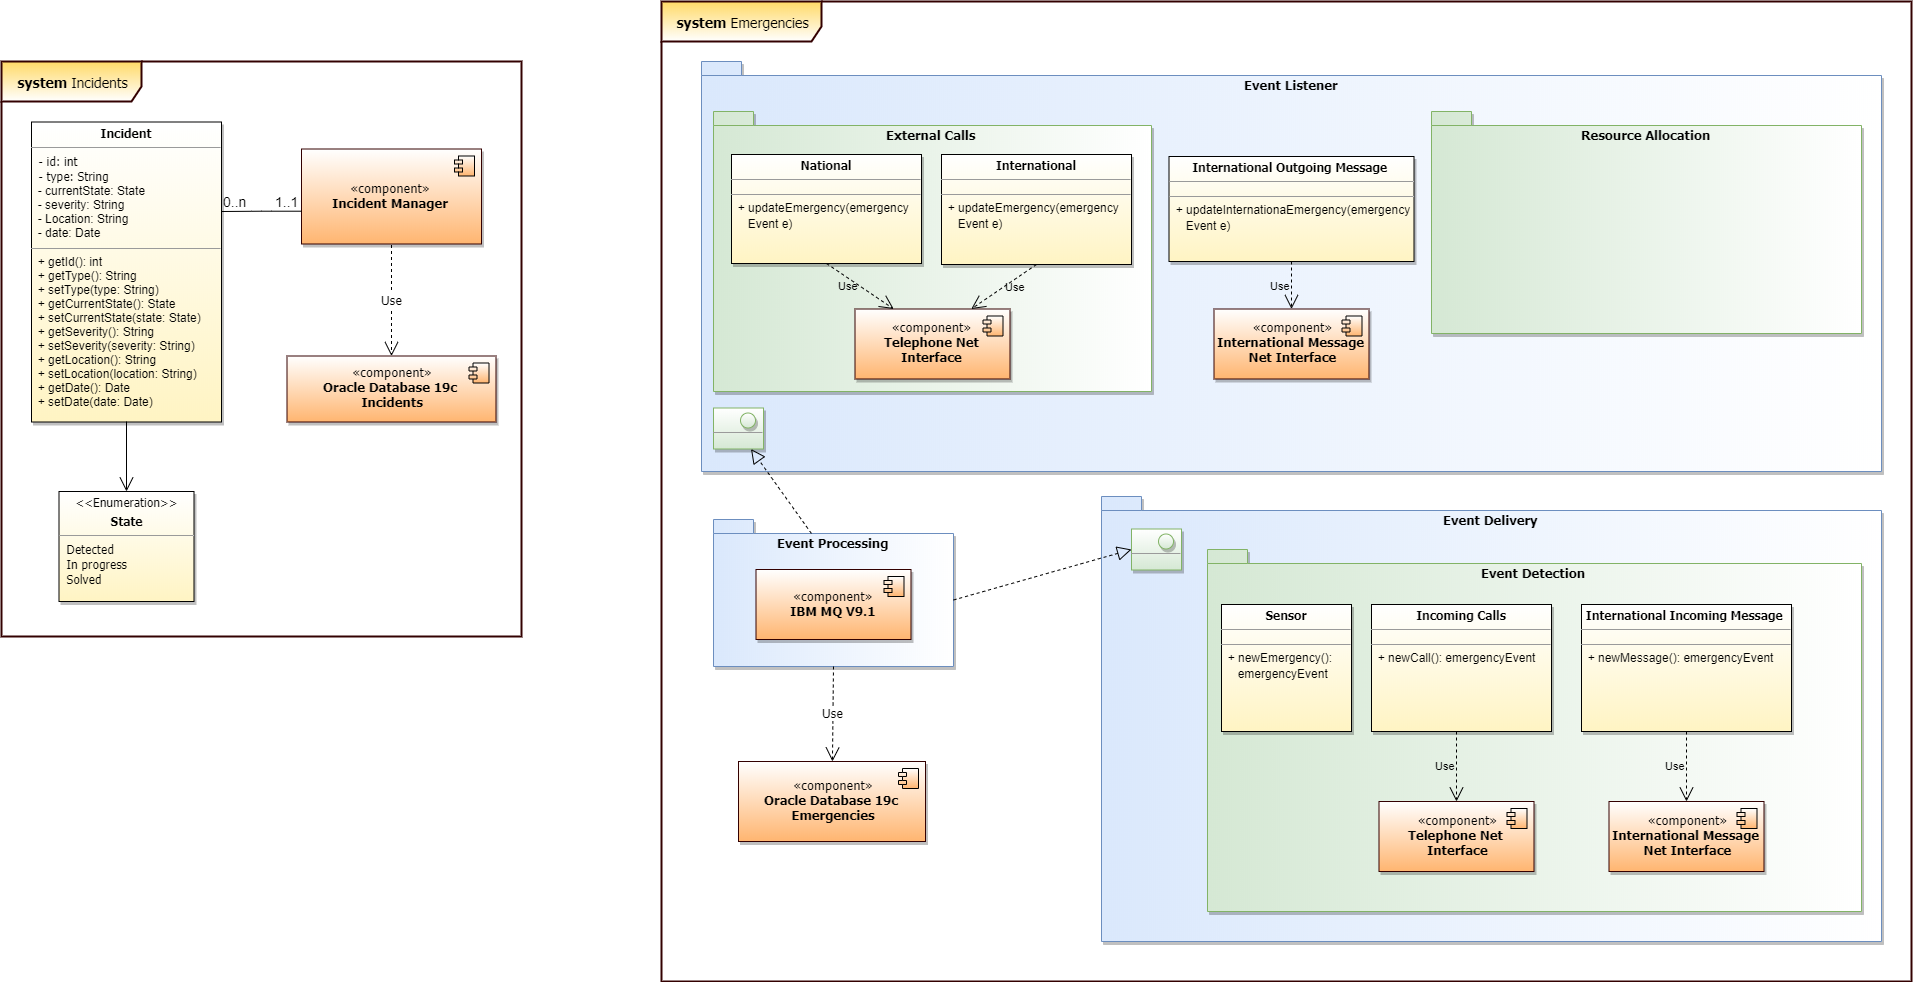 system Incidents
Incident
- id: int
- type: String
- currentState: State
- severity: String
- Location: String
- date: Date
+ getId(): int
+ getType(): String
+ setType(type: String)
+ getCurrentState(): State
+ setCurrentState(state: State)
+ getSeverity(): String
+ setSeverity(severity: String)
+ getLocation(): String
+ setLocation(location: String)
+ getDate(): Date
+ setDate(date: Date)
0..n
1..1
«component»
Incident Manager
Use
«component»
Oracle Database 19c
Incidents
<<Enumeration>>
State
Detected
In progress
Solved
system Emergencies
Event Listener
External Calls
National
+ updateEmergency(emergency
Event e)
International
+ updateEmergency(emergency
Event e)
Use
Use
«component»
Telephone Net
Interface
International Outgoing Message
+ updateInternationaEmergency(emergency
Event e)
Use
«component»
International Message
Net Interface
Resource Allocation
Event Processing
«component»
IBM MQ V9.1
Use
«component»
Oracle Database 19c
Emergencies
Event Delivery
Event Detection
Sensor
+ newEmergency():
emergencyEvent
Incoming Calls
+ newCall(): emergencyEvent
International Incoming Message
+ newMessage(): emergencyEvent
Use
Use
«component»
Telephone Net
Interface
«component»
International Message
Net Interface